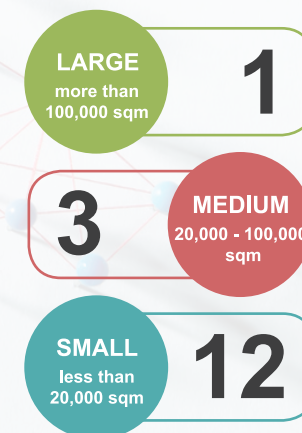 LARGE
more than
100,000 sqm
1
3
MEDIUM
20,000 - 100,000
sqm
SMALL
less than
20,000 sqm
12